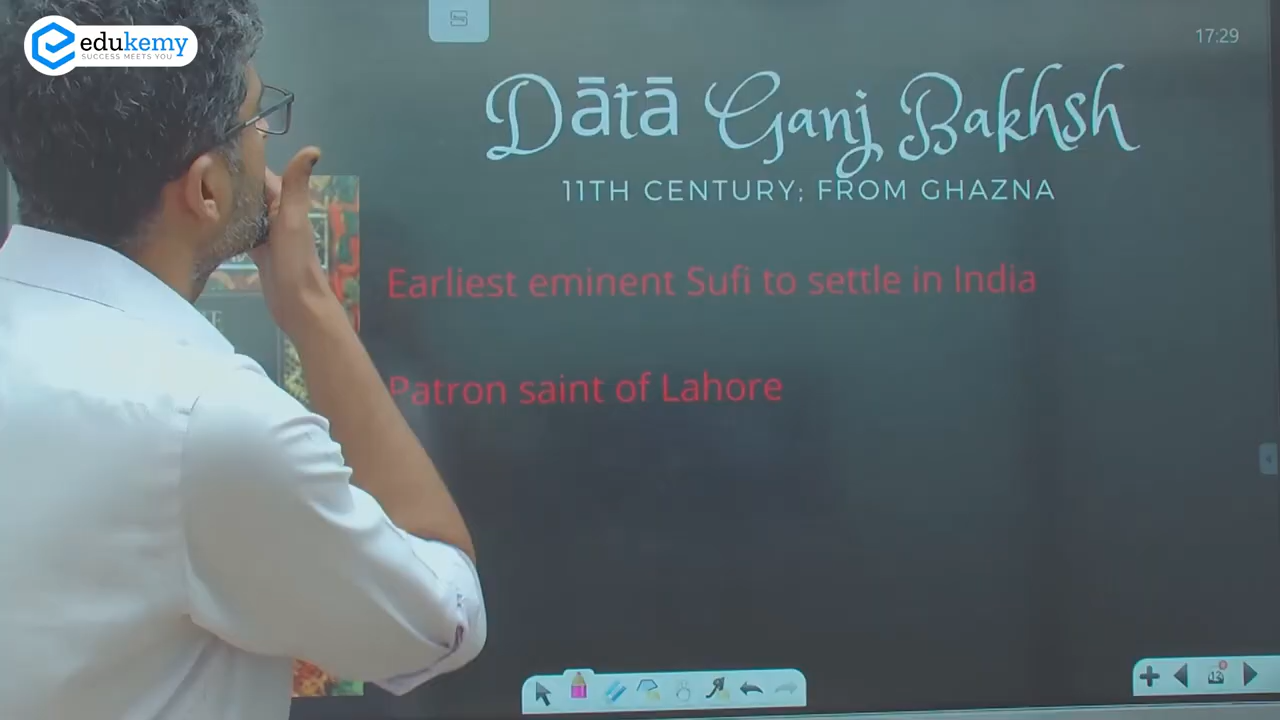 edukemy
SUCCESS MEETS YOU
17:29
Dātā Ganj Bakhsh
11TH CENTURY; FROM GHAZNA
Earliest eminent Sufi to settle in India
Patron saint of Lahore